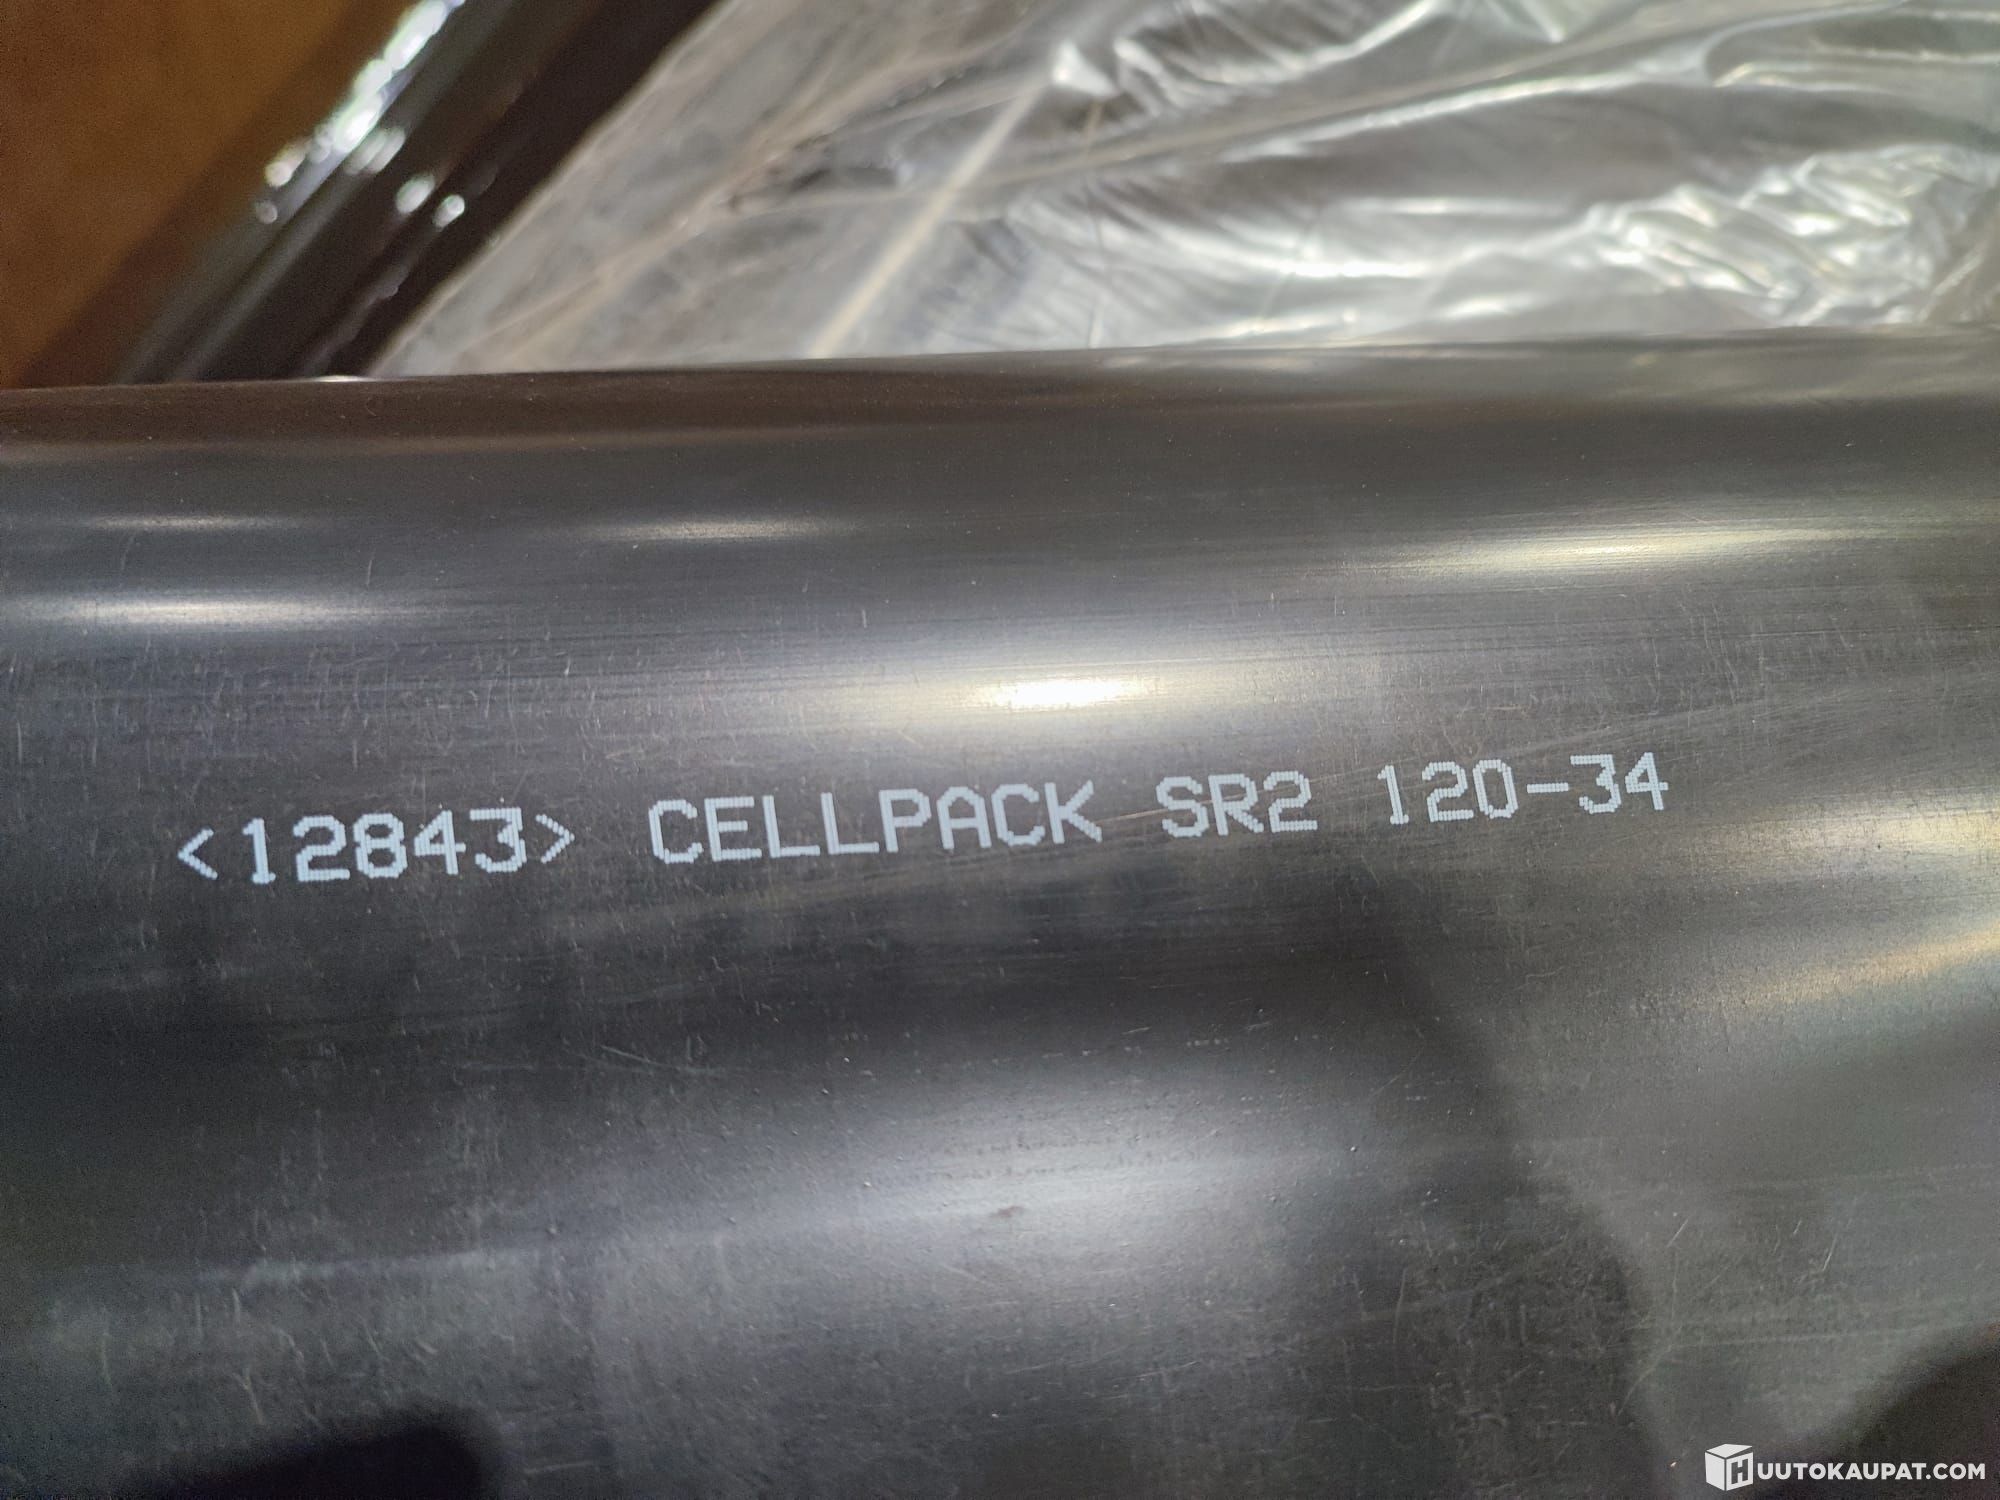 <12843> CELLPACK SR2 120-34
HUUTOKAUPAT.COM